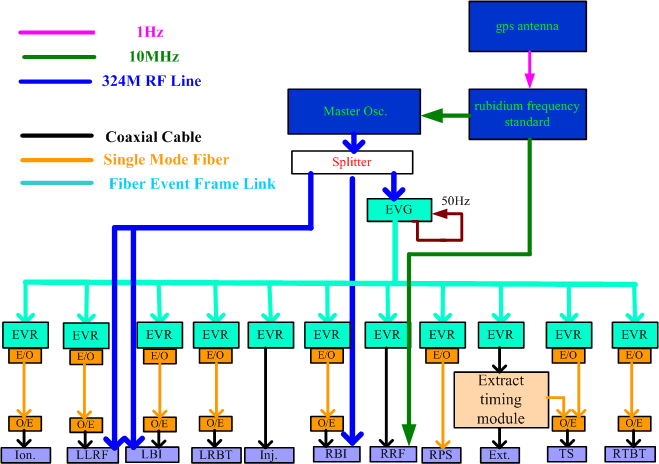 1Hz
10MHz
324M RF Line
Coaxial Cable
Single Mode Fiber
Fiber Event Frame Link
gps antenna
Master Osc.
rubidium frequency
standard
Splitter
EVG
50Hz
EVR EVR EVR EVR EVR EVR EVR EVR EVR EVR EVR
E/O E/O E/O E/O E/O E/O E/O E/O
Extract
timing
module
O/E O/E O/E O/E O/E O/E O/E
Ion. LLRF LBI LRBT Inj. RBI RRF RPS Ext. TS RTBT